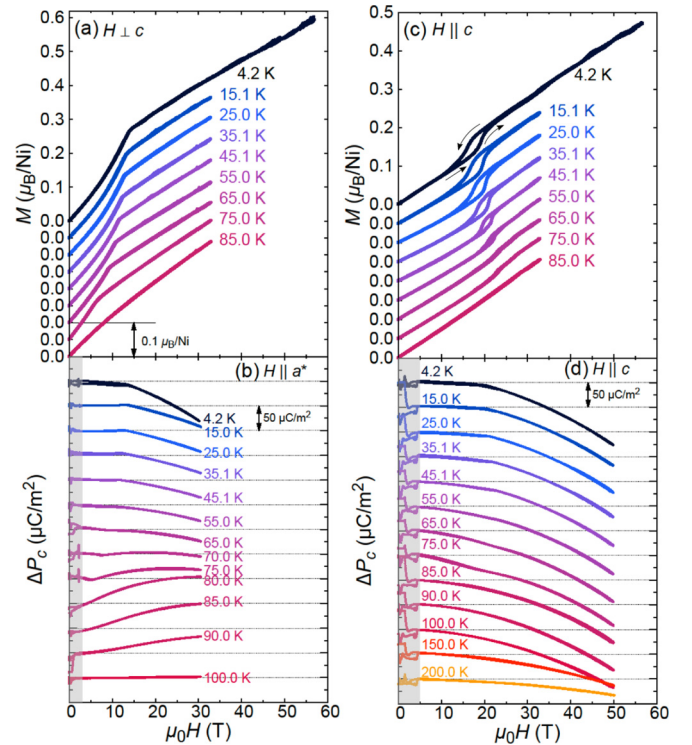 (a) H ⊥ c
0.6
0.5
0.4
0.3
0.2
0.1
0.0
0.0
0.0
0.0
0.0
0.0
0.0
0.0
0.0
M (μB/Ni)
4.2 K
15.1 K
25.0 K
35.1 K
45.1 K
55.0 K
65.0 K
75.0 K
85.0 K
0.1 μB/Ni
(b) H || a*
4.2 K
50 μC/m²
15.0 K
25.0 K
35.1 K
45.1 K
55.0 K
65.0 K
70.0 K
75.0 K
80.0 K
85.0 K
90.0 K
100.0 K
ΔPc (μC/m²)
0 10 20 30 40 50 60
μ0H (T)
(c) H || c
0.5
0.4
0.3
0.2
0.1
0.0
0.0
0.0
0.0
0.0
0.0
0.0
0.0
0.0
M (μB/Ni)
4.2 K
15.1 K
25.0 K
35.1 K
45.1 K
55.0 K
65.0 K
75.0 K
85.0 K
(d) H || c
4.2 K
50 μC/m²
15.0 K
25.0 K
35.1 K
45.1 K
55.0 K
65.0 K
75.0 K
85.0 K
90.0 K
100.0 K
150.0 K
200.0 K
ΔPc (μC/m²)
0 10 20 30 40 50 60
μ0H (T)